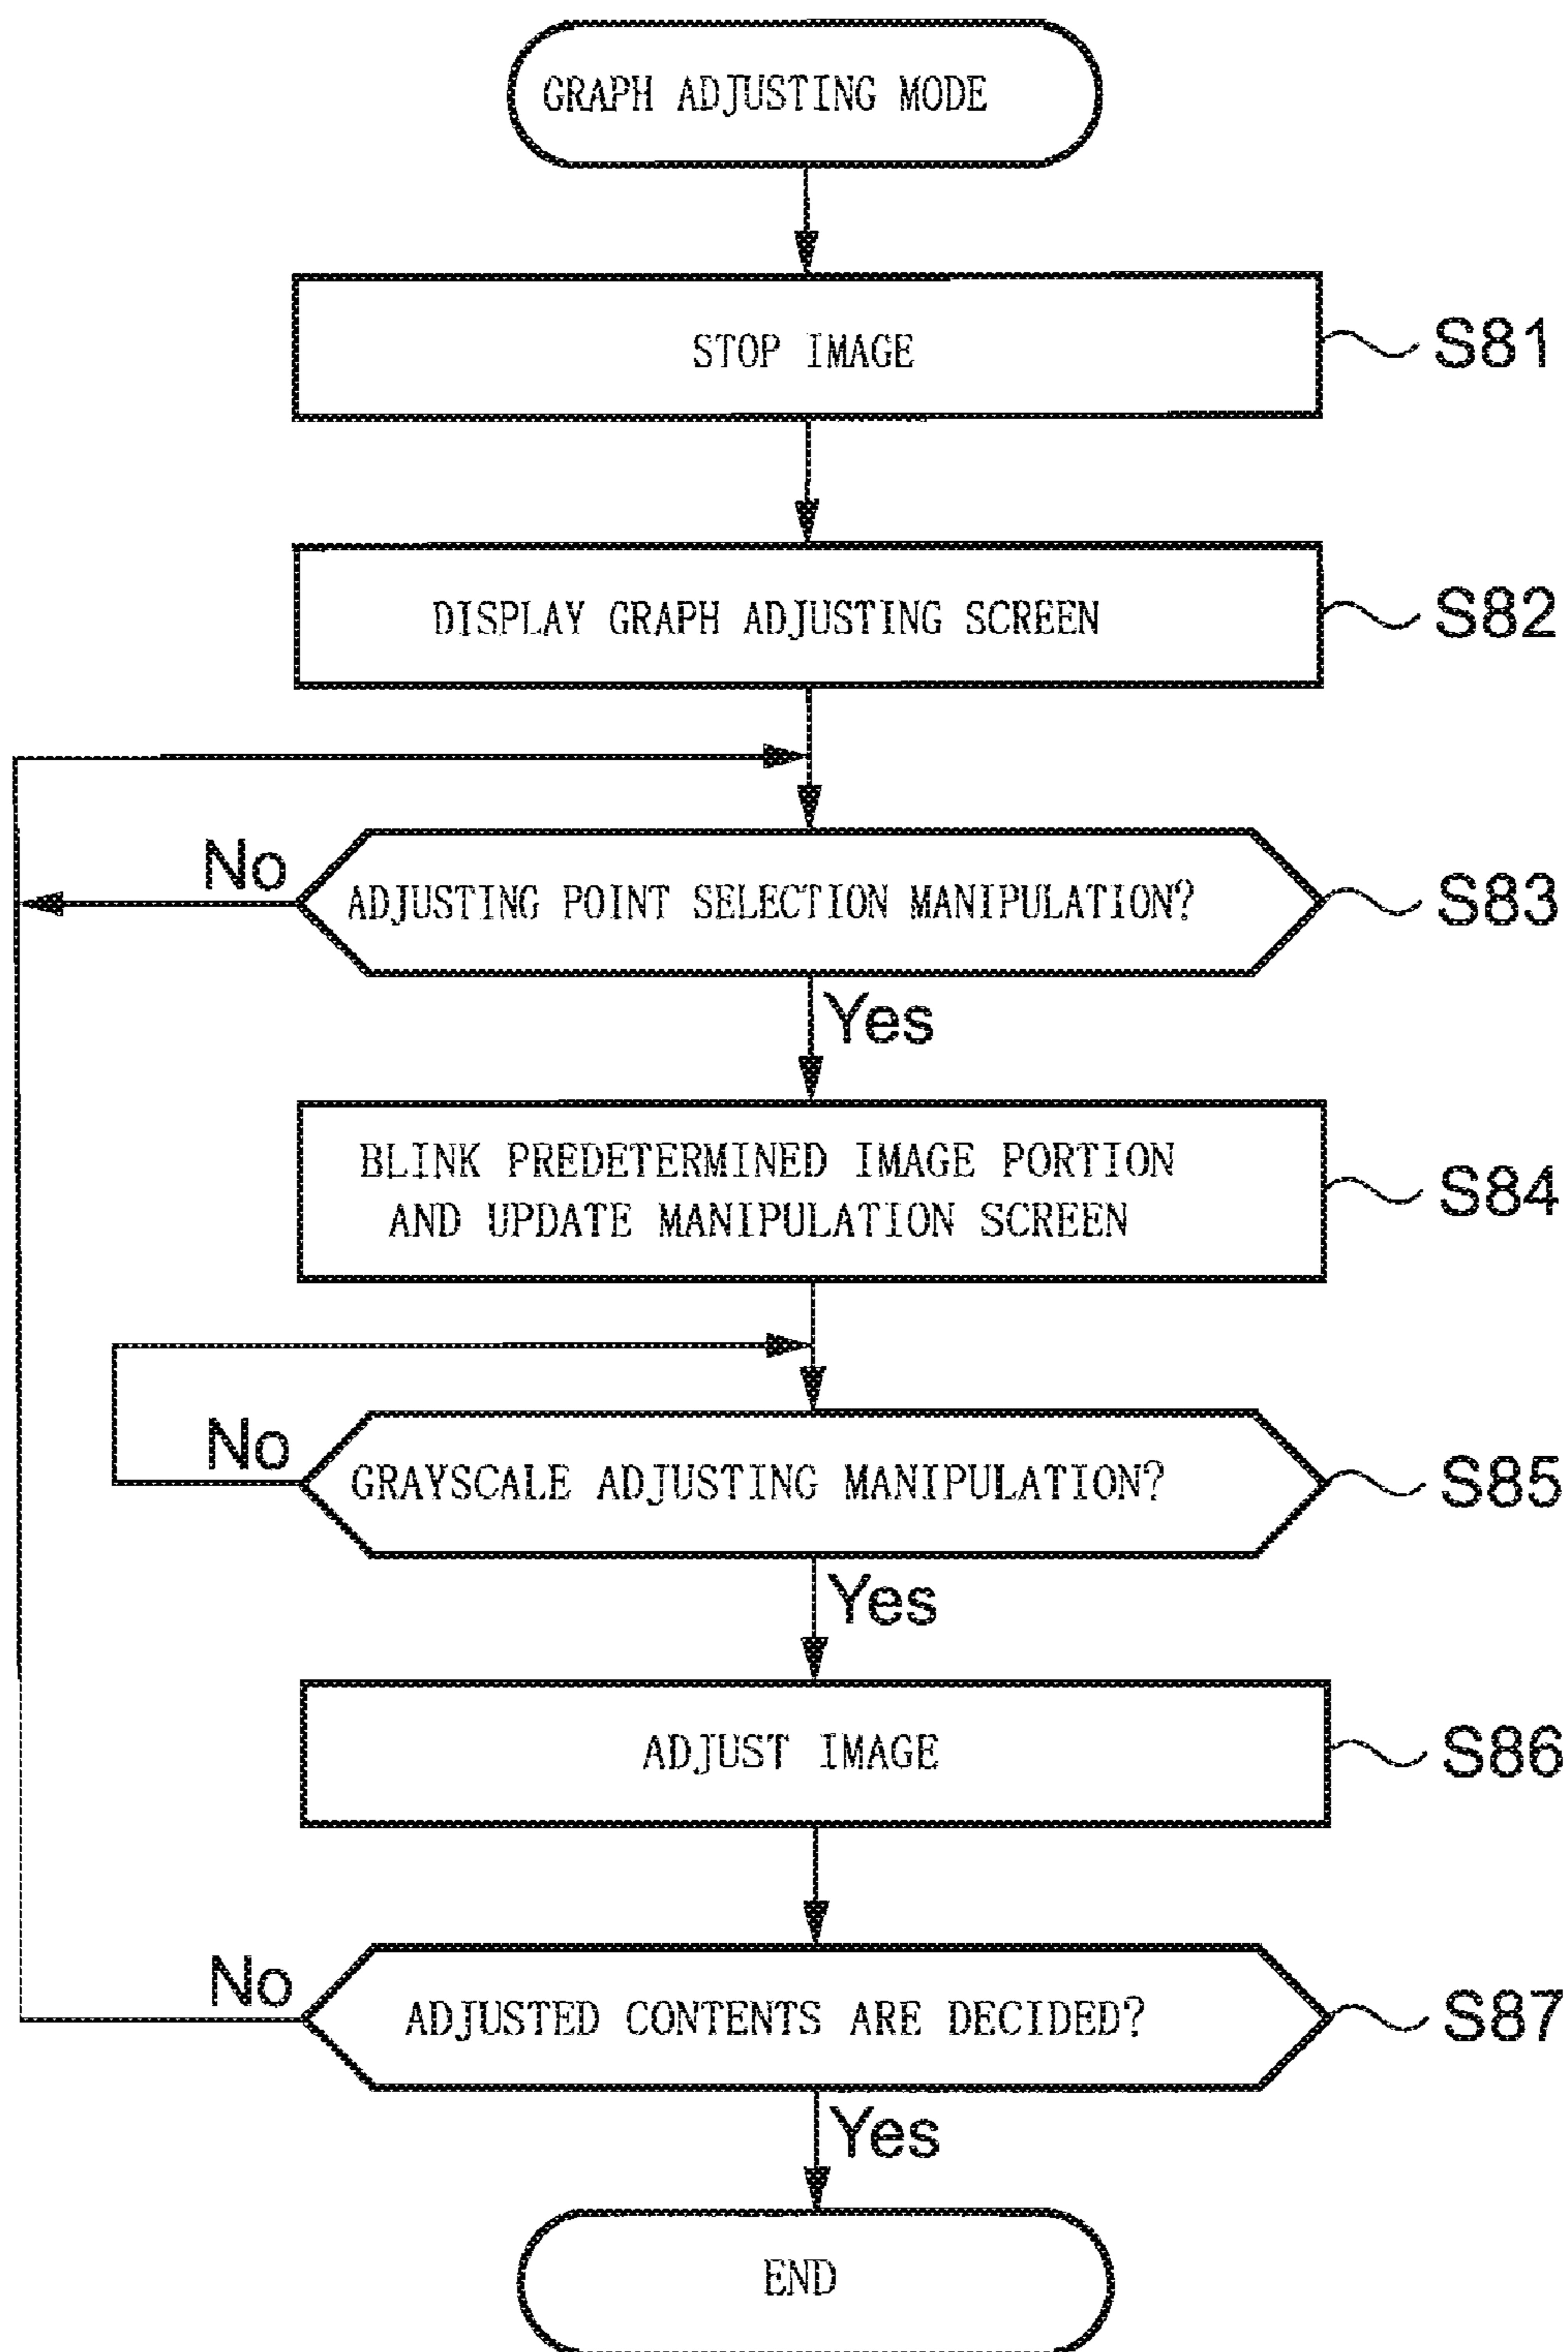 GRAPH ADJUSTING MODE
STOP IMAGE
S81
DISPLAY GRAPH ADJUSTING SCREEN
S82
No
ADJUSTING POINT SELECTION MANIPULATION?
S83
Yes
BLINK PREDETERMINED IMAGE PORTION
AND UPDATE MANIPULATION SCREEN
S84
No
GRAYSCALE ADJUSTING MANIPULATION?
S85
Yes
ADJUST IMAGE
S86
No
ADJUSTED CONTENTS ARE DECIDED?
S87
Yes
END